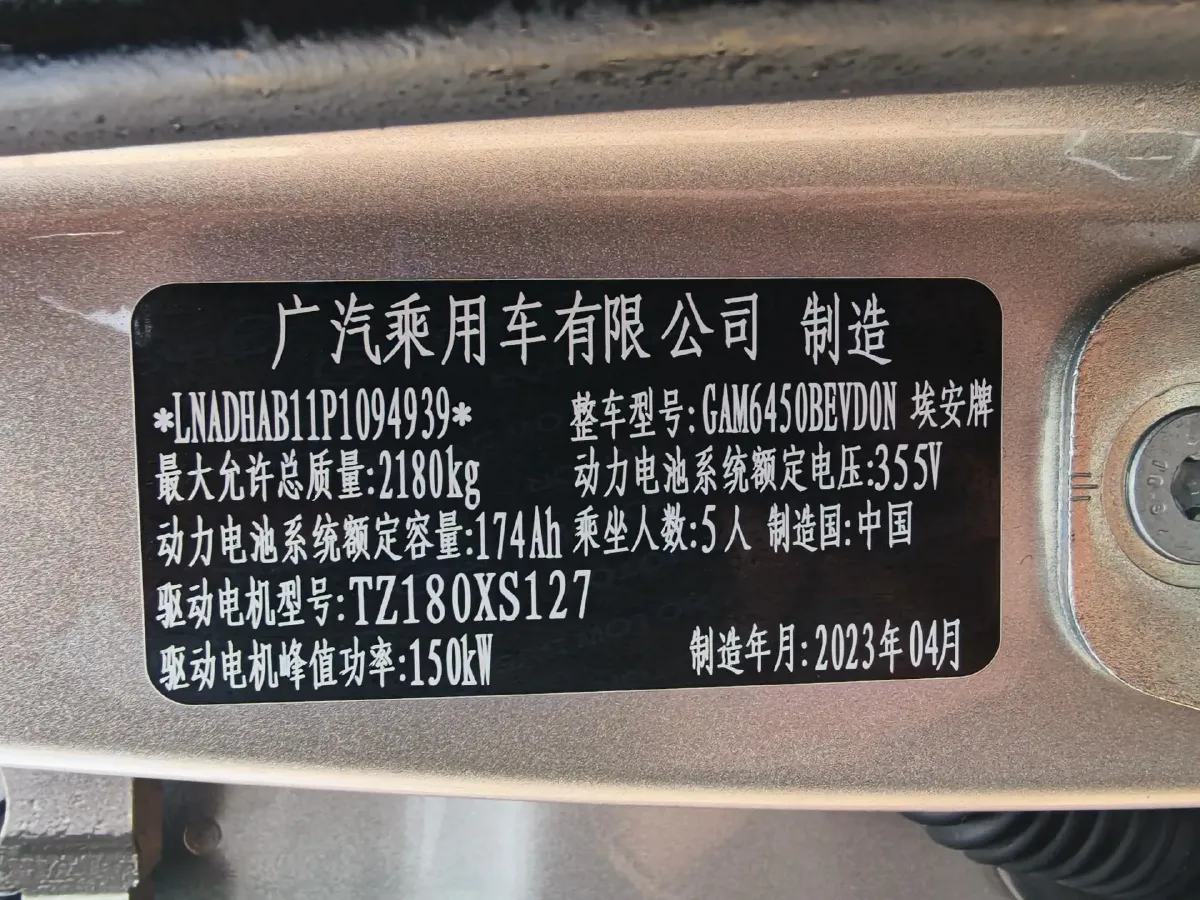 广汽乘用车有限公司 制造
*LNADHAB11P1094939* 整车型号:GAM6450BEVD0N 埃安牌
最大允许总质量:2180kg 动力电池系统额定电压:355V
动力电池系统额定容量:174Ah 乘坐人数:5人 制造国:中国
驱动电机型号:TZ180XS127
驱动电机峰值功率:150kW 制造年月:2023年04月